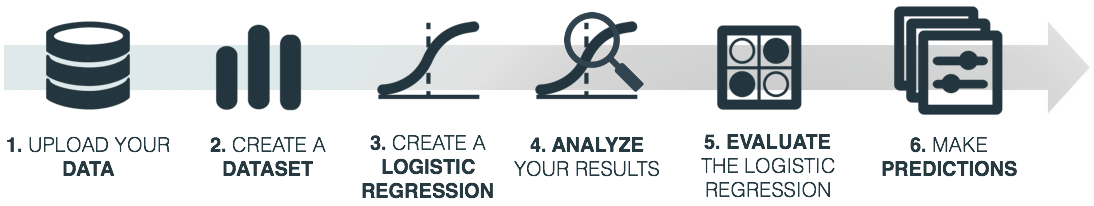 1. UPLOAD YOUR
DATA
2. CREATE A
DATASET
3. CREATE A
LOGISTIC
REGRESSION
4. ANALYZE
YOUR RESULTS
5. EVALUATE
THE LOGISTIC
REGRESSION
6. MAKE
PREDICTIONS